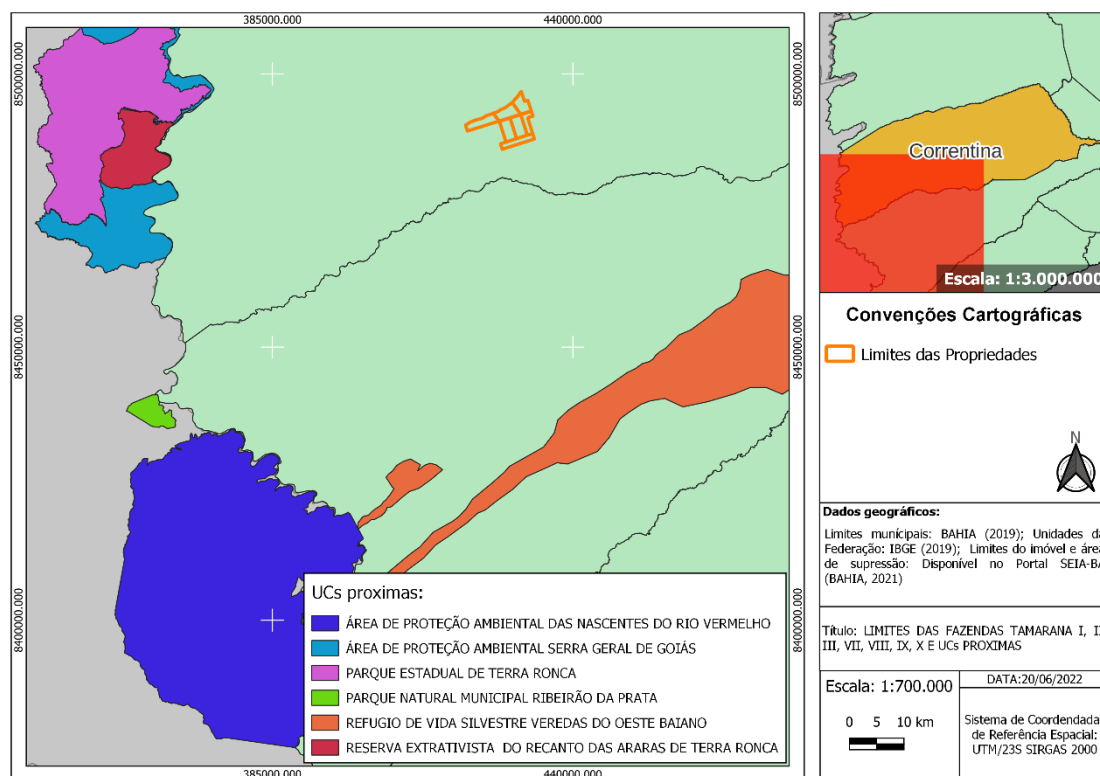 385000.000
440000.000
8500000.000
8500000.000
8450000.000
8450000.000
8400000.000
8400000.000
UCs proximas:
ÁREA DE PROTEÇÃO AMBIENTAL DAS NASCENTES DO RIO VERMELHO
ÁREA DE PROTEÇÃO AMBIENTAL SERRA GERAL DE GOIÁS
PARQUE ESTADUAL DE TERRA RONCA
PARQUE NATURAL MUNICIPAL RIBEIRÃO DA PRATA
REFUGIO DE VIDA SILVESTRE VEREDAS DO OESTE BAIANO
RESERVA EXTRATIVISTA DO RECANTO DAS ARARAS DE TERRA RONCA
385000.000
440000.000
Correntina
Escala: 1:3.000.000
Convenções Cartográficas
Limites das Propriedades
N
Dados geográficos:
Limites munícipais: BAHIA (2019); Unidades da
Federação: IBGE (2019); Limites do imóvel e área
de supressão: Disponível no Portal SEIA-BA
(BAHIA, 2021)
Título: LIMITES DAS FAZENDAS TAMARANA I, II
III, VII, VIII, IX, X E UCs PROXIMAS
Escala: 1:700.000
DATA:20/06/2022
0 5 10 km
Sistema de Coordendada
de Referência Espacial:
UTM/23S SIRGAS 2000